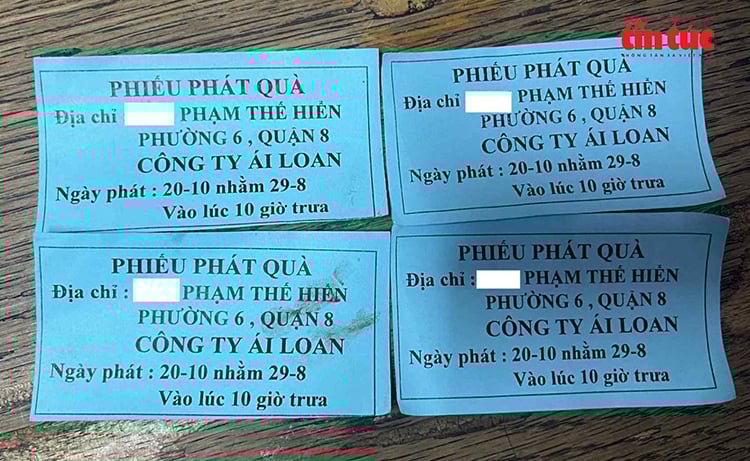 tin tức
THÔNG TẤN XÃ VIỆT NAM
PHIẾU PHÁT QUÀ
Địa chỉ PHẠM THẾ HIỂN
PHƯỜNG 6 , QUẬN 8
CÔNG TY ÁI LOAN
Ngày phát : 20-10 nhằm 29-8
Vào lúc 10 giờ trưa
PHIẾU PHÁT QUÀ
Địa chỉ PHẠM THẾ HIỂN
PHƯỜNG 6 , QUẬN 8
CÔNG TY ÁI LOAN
Ngày phát : 20-10 nhằm 29-8
Vào lúc 10 giờ trưa
PHIẾU PHÁT QUÀ
Địa chỉ : PHẠM THẾ HIỂN
PHƯỜNG 6 , QUẬN 8
CÔNG TY ÁI LOAN
Ngày phát : 20-10 nhằm 29-8
Vào lúc 10 giờ trưa
PHIẾU PHÁT QUÀ
Địa chỉ : PHẠM THẾ HIỂN
PHƯỜNG 6 , QUẬN 8
CÔNG TY ÁI LOAN
Ngày phát : 20-10 nhằm 29-8
Vào lúc 10 giờ trưa